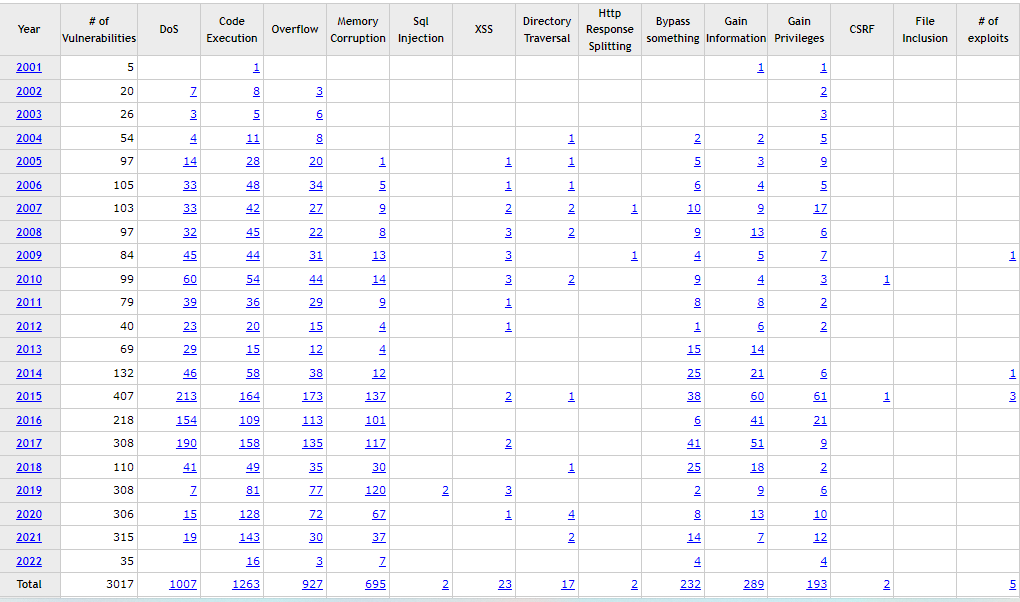 Year # of Vulnerabilities DoS Code Execution Overflow Memory Corruption Sql Injection XSS Directory Traversal Http Response Splitting Bypass something Gain Information Gain Privileges CSRF File Inclusion # of exploits
2001 5 1 1 1
2002 20 7 8 3 2
2003 26 3 5 6 3
2004 54 4 11 8 1 2 2 5
2005 97 14 28 20 1 1 1 5 3 9
2006 105 33 48 34 5 1 1 6 4 5
2007 103 33 42 27 9 2 2 1 10 9 17
2008 97 32 45 22 8 3 2 9 13 6
2009 84 45 44 31 13 3 1 4 5 7 1
2010 99 60 54 44 14 3 2 9 4 3 1
2011 79 39 36 29 9 1 8 8 2
2012 40 23 20 15 4 1 1 6 2
2013 69 29 15 12 4 15 14
2014 132 46 58 38 12 25 21 6 1
2015 407 213 164 173 137 2 1 38 60 61 1 3
2016 218 154 109 113 101 6 41 21
2017 308 190 158 135 117 2 41 51 9
2018 110 41 49 35 30 1 25 18 2
2019 308 7 81 77 120 2 3 2 9 6
2020 306 15 128 72 67 1 4 8 13 10
2021 315 19 143 30 37 2 14 7 12
2022 35 16 3 7 4 4
Total 3017 1007 1263 927 695 2 23 17 2 232 289 193 2 5